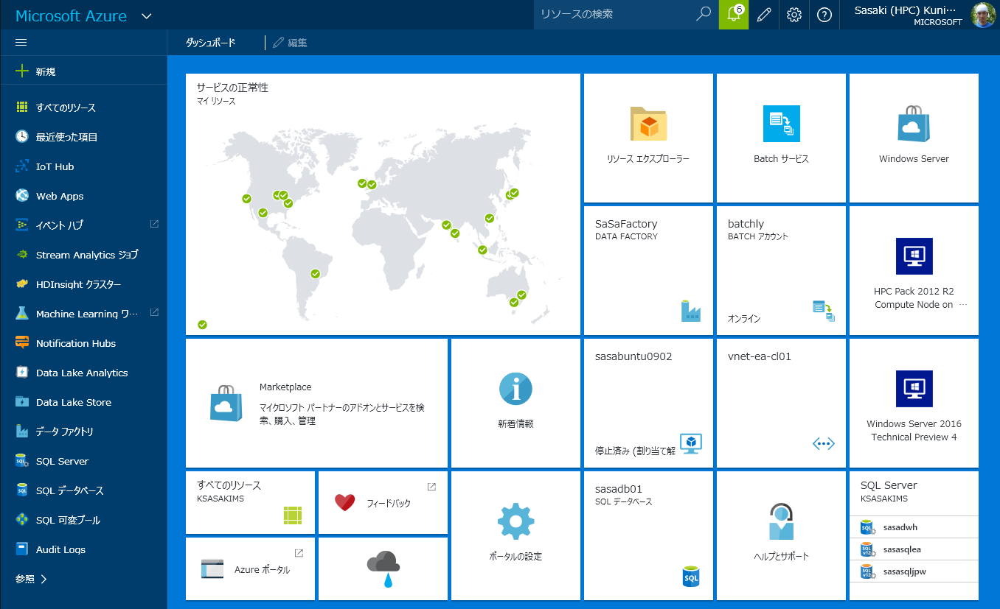 Microsoft Azure
リソースの検索
6
Sasaki (HPC) Kuni…
MICROSOFT
ダッシュボード
編集
新規
すべてのリソース
最近使った項目
IoT Hub
Web Apps
イベント ハブ
Stream Analytics ジョブ
HDInsight クラスター
Machine Learning ワ…
Notification Hubs
Data Lake Analytics
Data Lake Store
データ ファクトリ
SQL Server
SQL データベース
SQL 可変プール
Audit Logs
参照
サービスの正常性
マイ リソース
リソース エクスプローラー
Batch サービス
Windows Server
SaSaFactory
DATA FACTORY
batchly
BATCH アカウント
オンライン
HPC Pack 2012 R2
Compute Node on …
Marketplace
マイクロソフト パートナーのアドオンとサービスを検
索、購入、管理
新着情報
sasabuntu0902
停止済み (割り当て解
vnet-ea-cl01
Windows Server 2016
Technical Preview 4
すべてのリソース
KSASAKIMS
フィードバック
Azure ポータル
ポータルの設定
sasadb01
SQL データベース
SQL
ヘルプとサポート
SQL Server
KSASAKIMS
sasadwh
sasasqlea
sasasqljpw